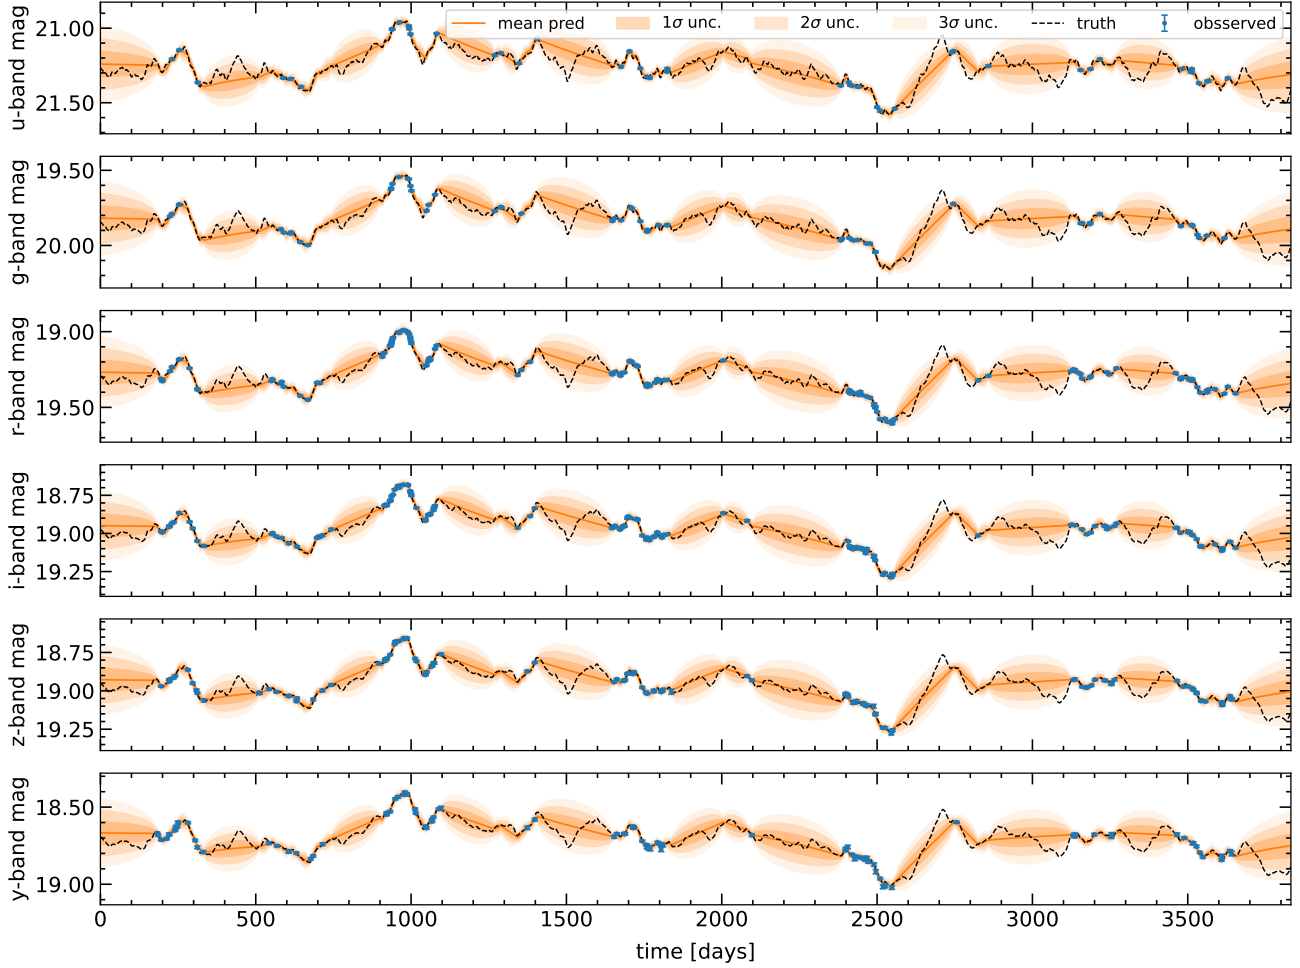 mean pred 1σ unc. 2σ unc. 3σ unc. truth obsserved
u-band mag
21.00
21.50
g-band mag
19.50
20.00
r-band mag
19.00
19.50
i-band mag
18.75
19.00
19.25
z-band mag
18.75
19.00
19.25
y-band mag
18.50
19.00
0 500 1000 1500 2000 2500 3000 3500
time [days]